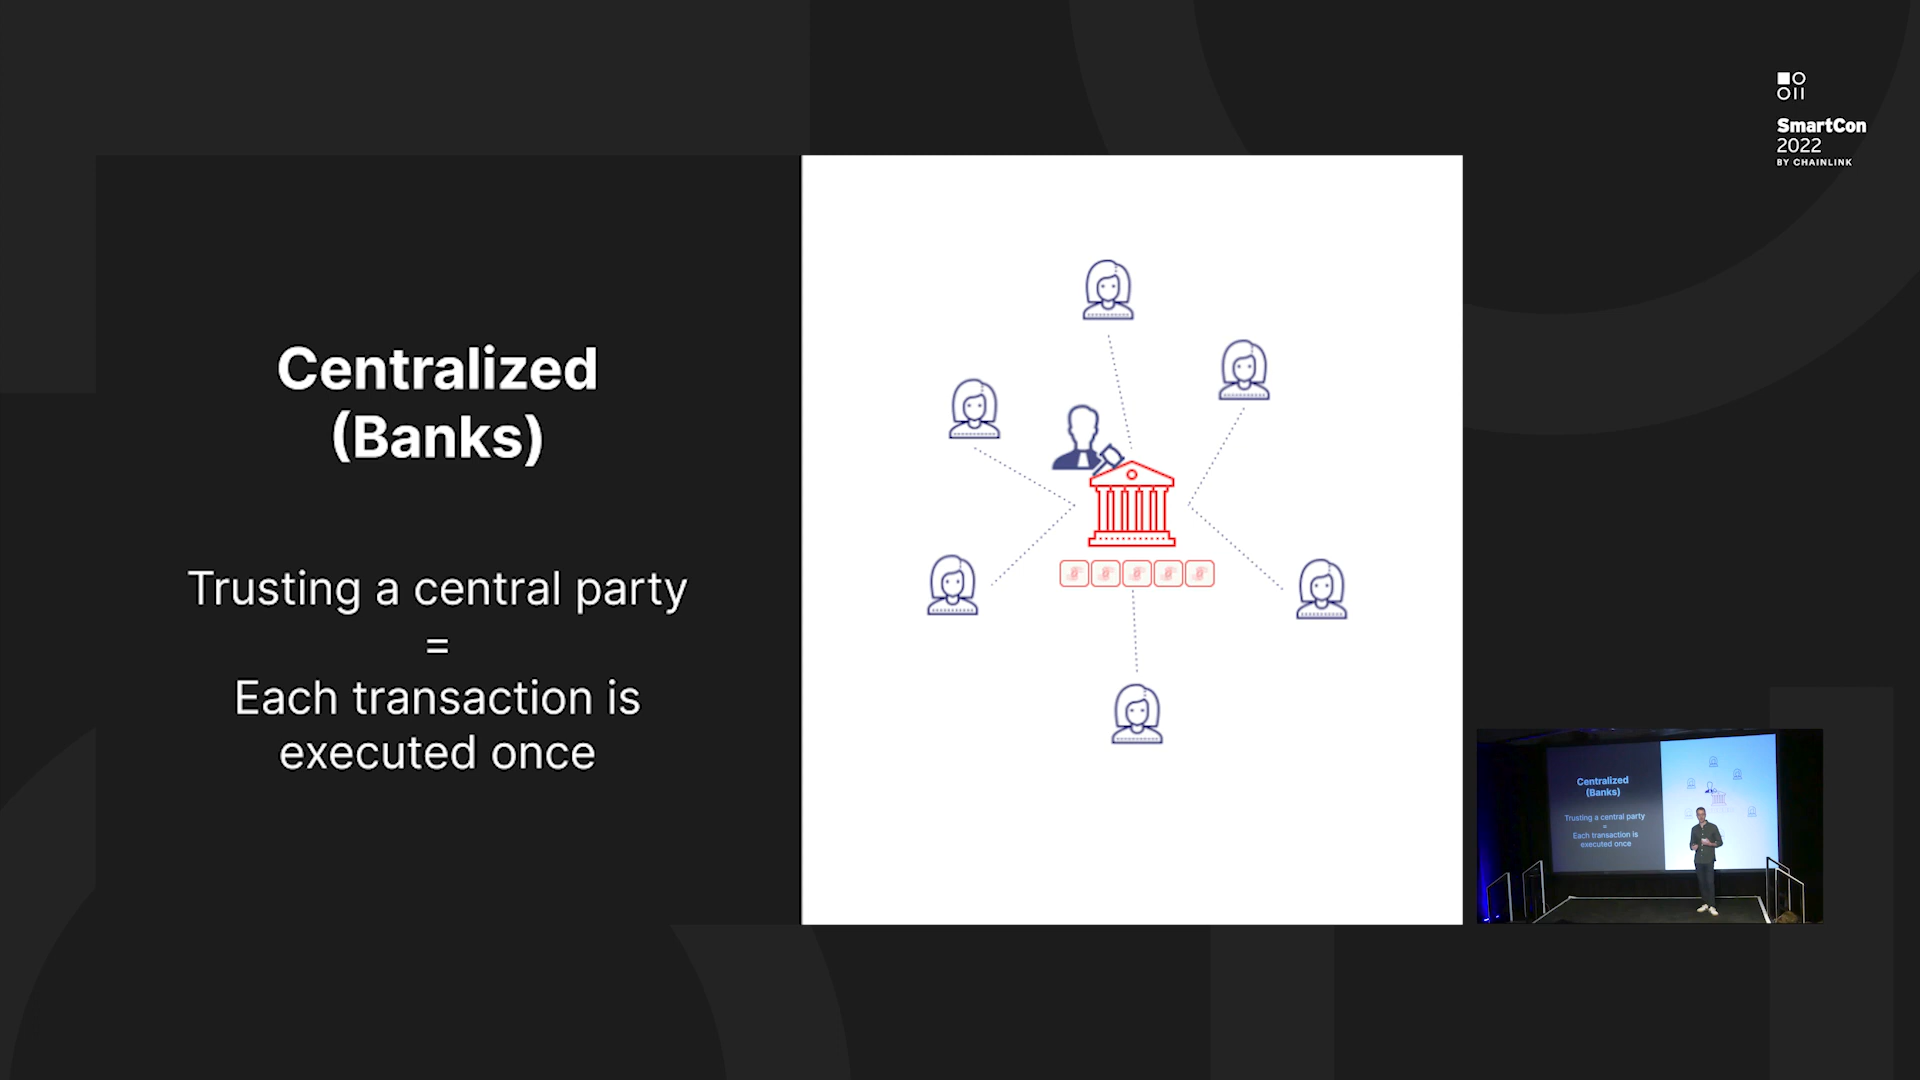 SmartCon
2022
BY CHAINLINK
Centralized
(Banks)
Trusting a central party
=
Each transaction is
executed once
Centralized
(Banks)
Trusting a central party
=
Each transaction is
executed once